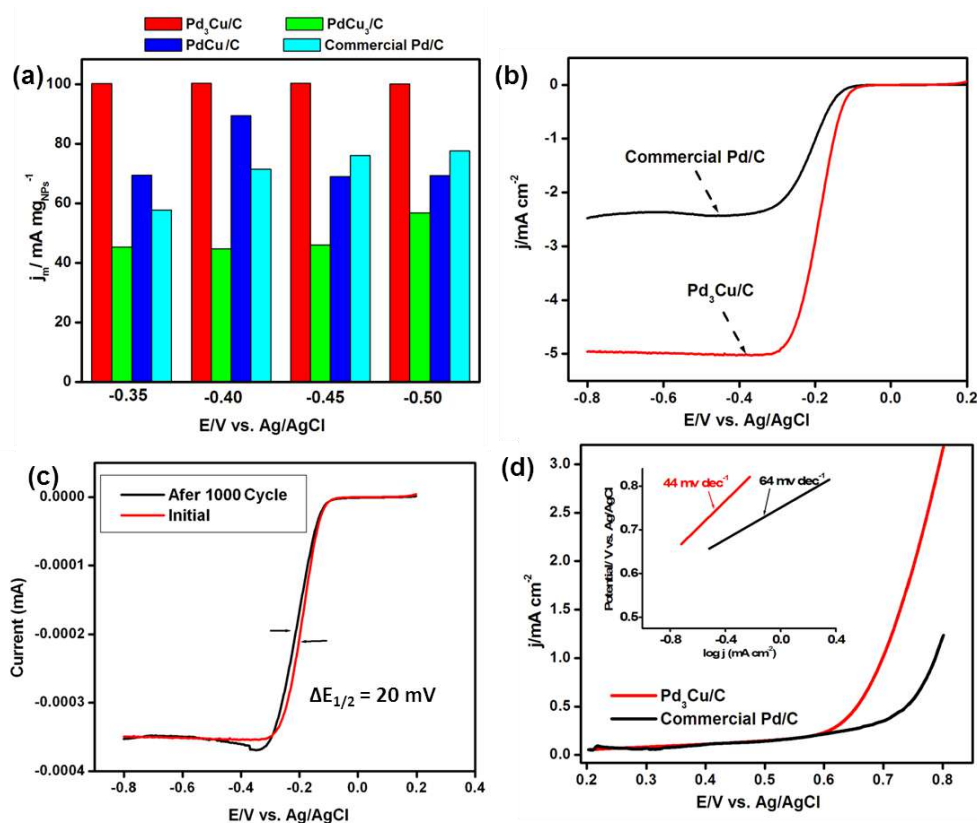 Pd₃Cu/C
PdCu₃/C
PdCu/C
Commercial Pd/C
(a)
100
80
60
40
20
0
jₘ/ mA mg_NPs⁻¹
-0.35
-0.40
-0.45
-0.50
E/V vs. Ag/AgCl
(b)
0
-1
-2
-3
-4
-5
j/mA cm⁻²
Commercial Pd/C
Pd₃Cu/C
-0.8
-0.6
-0.4
-0.2
0.0
0.2
E/V vs. Ag/AgCl
(c)
Afer 1000 Cycle
Initial
0.0000
-0.0001
-0.0002
-0.0003
-0.0004
Current (mA)
ΔE₁/₂ = 20 mV
-0.8
-0.6
-0.4
-0.2
0.0
0.2
0.4
E/V vs. Ag/AgCl
(d)
3.0
2.5
2.0
1.5
1.0
0.5
0.0
j/mA cm⁻²
44 mv dec⁻¹
64 mv dec⁻¹
0.8
0.7
0.6
0.5
Potential/ V vs. Ag/AgCl
-0.8
-0.4
0.0
0.4
log j (mA cm²)
Pd₃Cu/C
Commercial Pd/C
0.2
0.3
0.4
0.5
0.6
0.7
0.8
E/V vs. Ag/AgCl